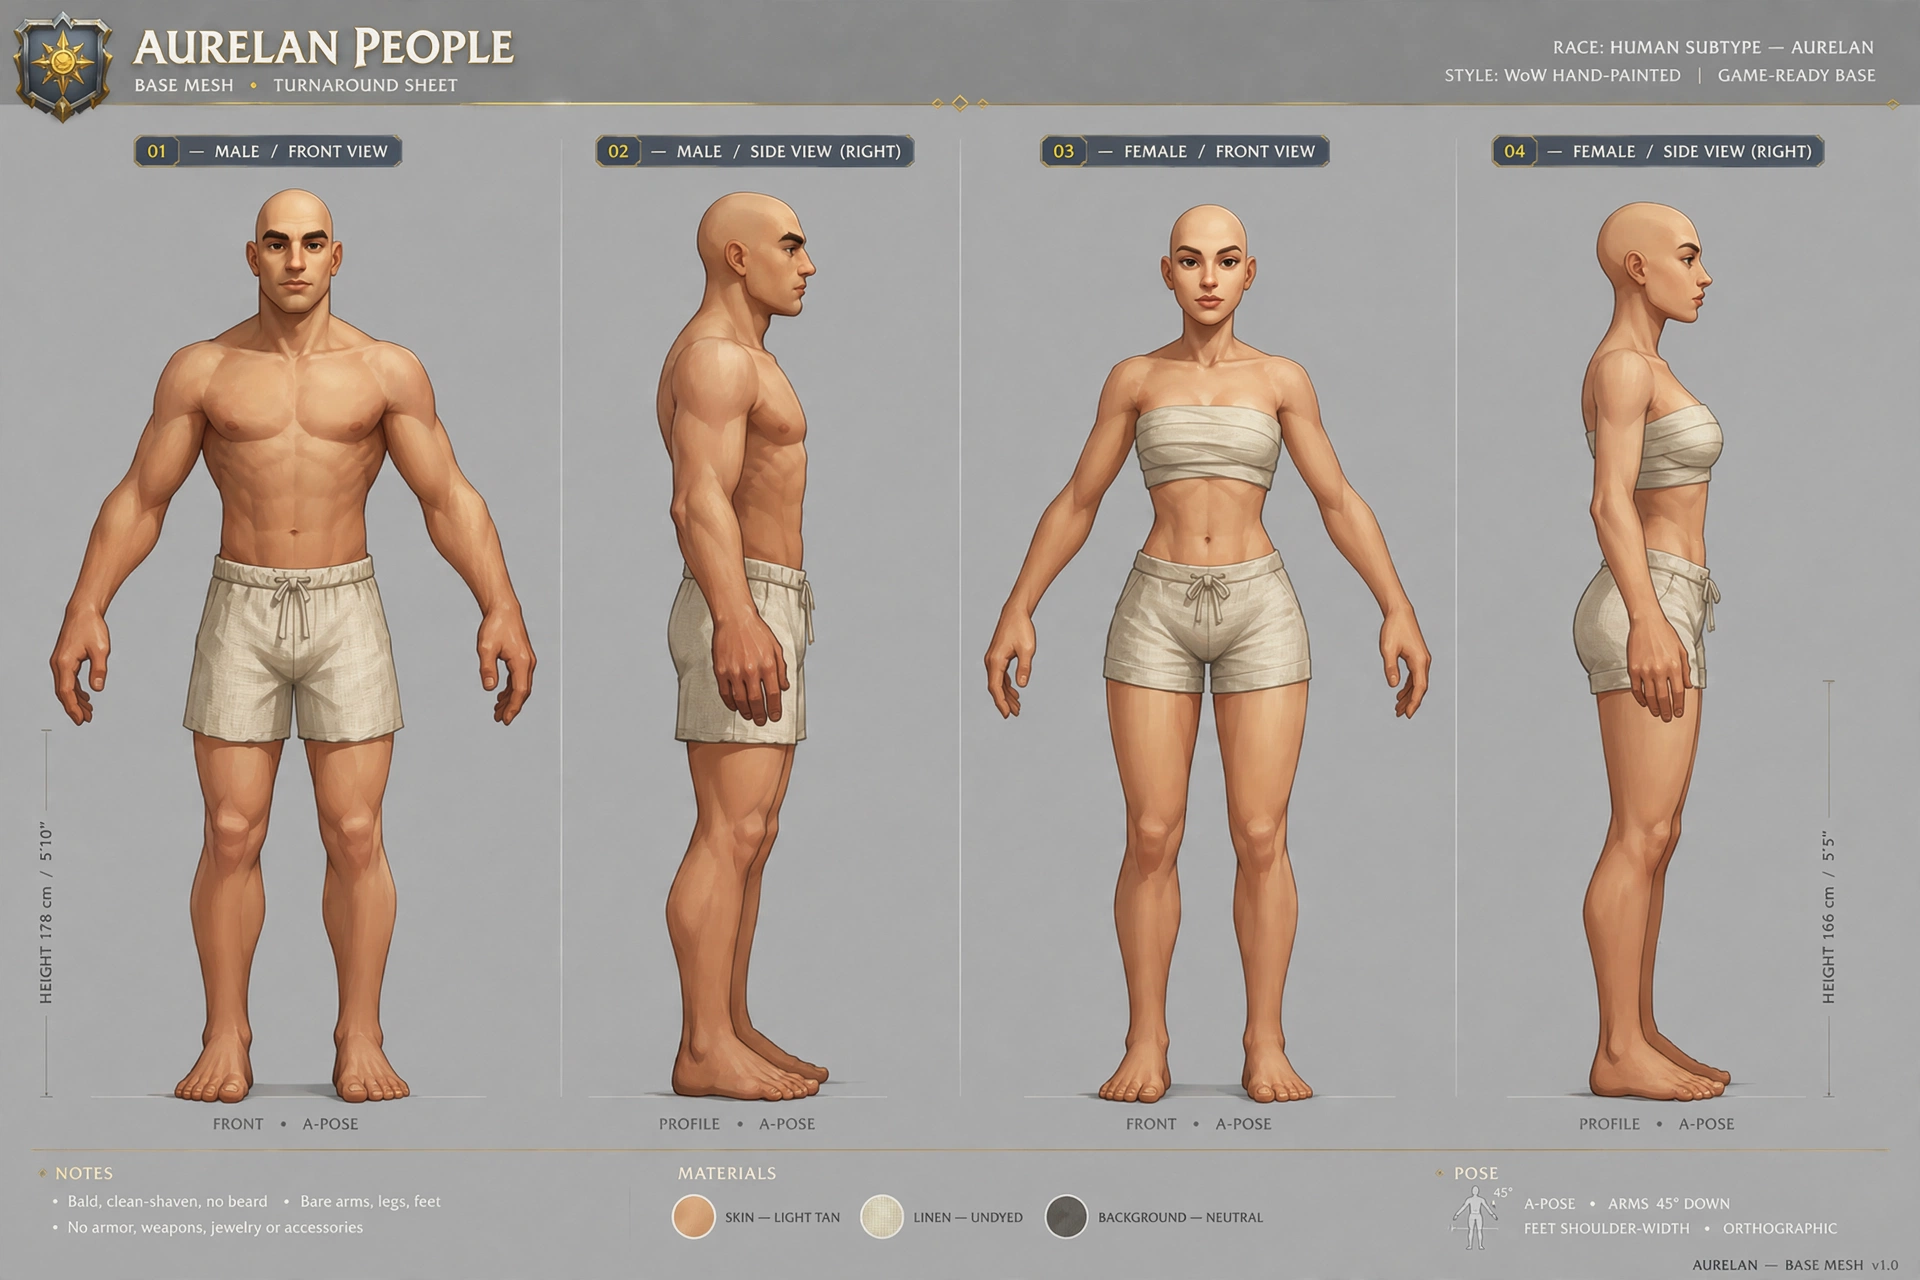 AURELAN PEOPLE
BASE MESH • TURNAROUND SHEET
RACE: HUMAN SUBTYPE — AURELAN
STYLE: WoW HAND-PAINTED | GAME-READY BASE
01 — MALE / FRONT VIEW
02 — MALE / SIDE VIEW (RIGHT)
03 — FEMALE / FRONT VIEW
04 — FEMALE / SIDE VIEW (RIGHT)
HEIGHT 178 cm / 5'10"
HEIGHT 166 cm / 5'5"
FRONT • A-POSE
PROFILE • A-POSE
FRONT • A-POSE
PROFILE • A-POSE
NOTES
• Bald, clean-shaven, no beard • Bare arms, legs, feet
• No armor, weapons, jewelry or accessories
MATERIALS
SKIN — LIGHT TAN
LINEN — UNDYED
BACKGROUND — NEUTRAL
POSE
45°
A-POSE • ARMS 45° DOWN
FEET SHOULDER-WIDTH • ORTHOGRAPHIC
AURELAN — BASE MESH v1.0